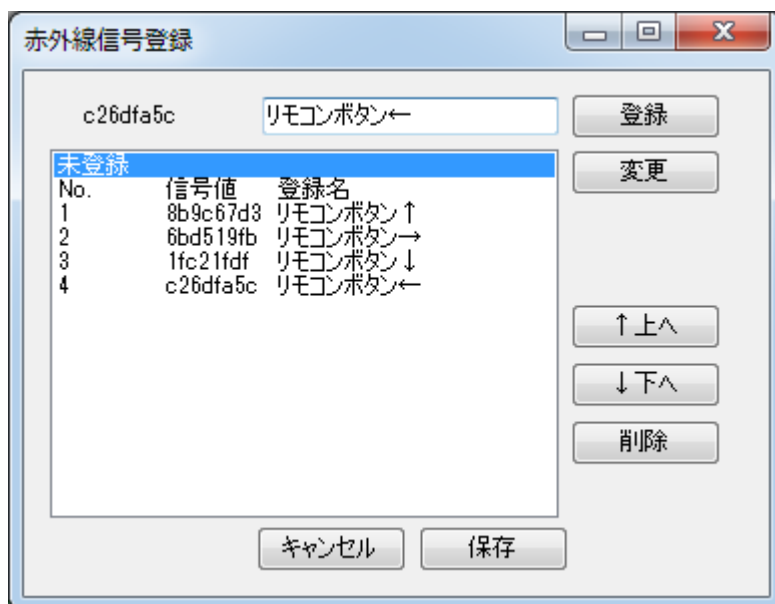 赤外線信号登録
c26dfa5c リモコンボタン← 登録
未登録 変更
No. 信号値 登録名
1 8b9c67d3 リモコンボタン↑
2 6bd519fb リモコンボタン→
3 1fc21fdf リモコンボタン↓
4 c26dfa5c リモコンボタン←
↑上へ
↓下へ
削除
キャンセル 保存